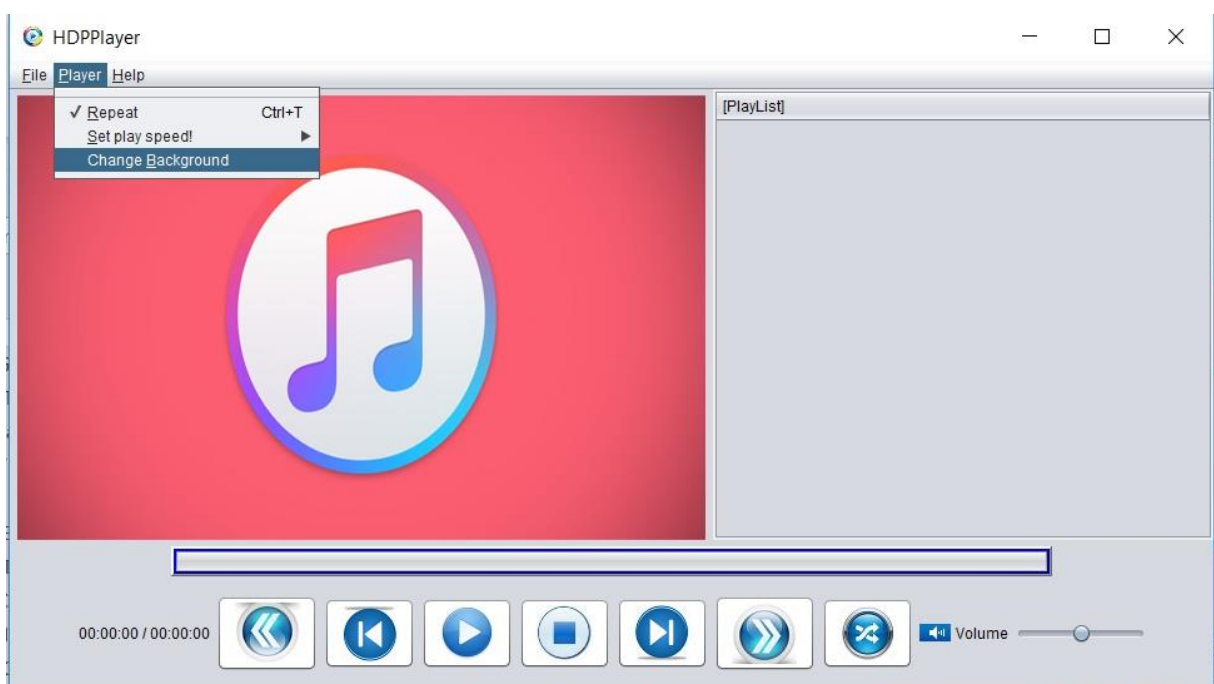 HDPPlayer
File Player Help
✓ Repeat Ctrl+T
Set play speed!
Change Background
[PlayList]
00:00:00 / 00:00:00
Volume